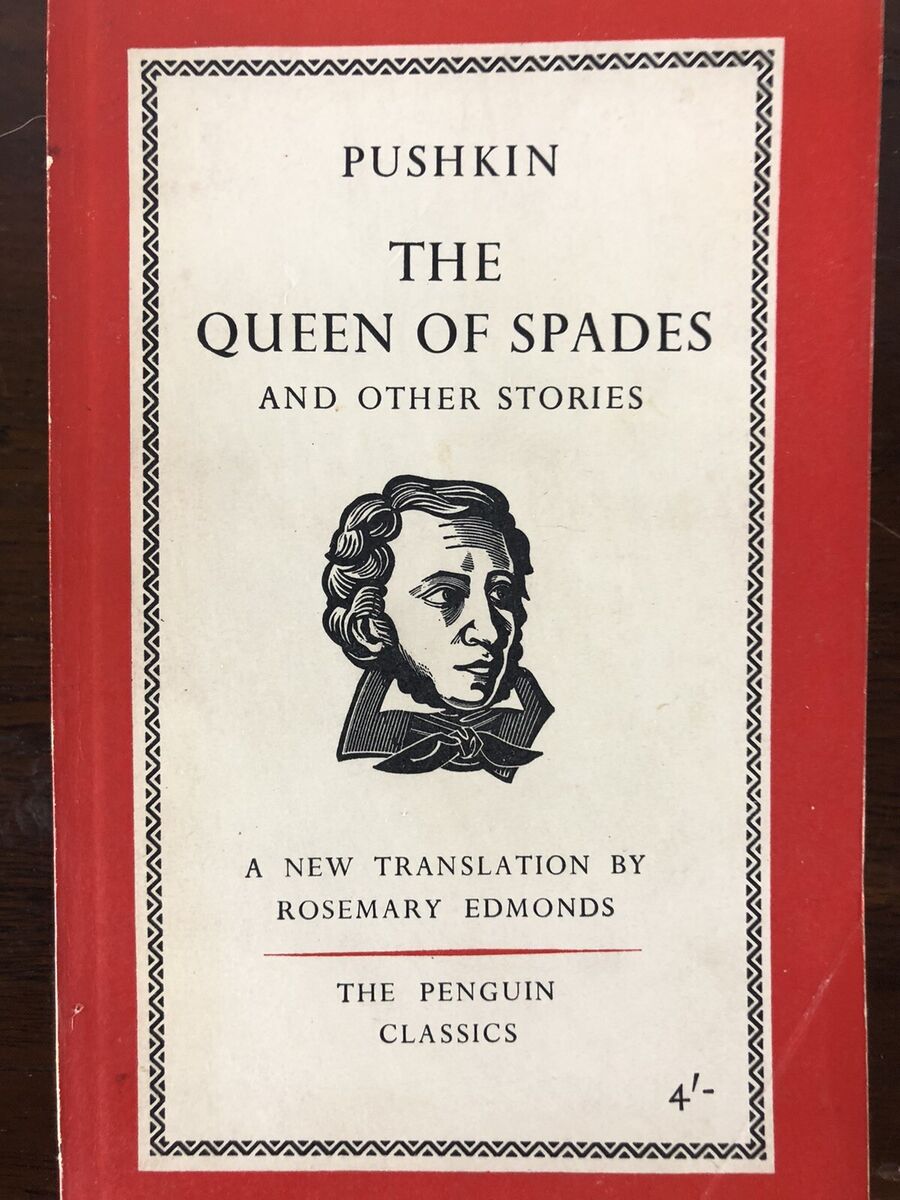 PUSHKIN
THE
QUEEN OF SPADES
AND OTHER STORIES
A NEW TRANSLATION BY
ROSEMARY EDMONDS
THE PENGUIN
CLASSICS
4'-